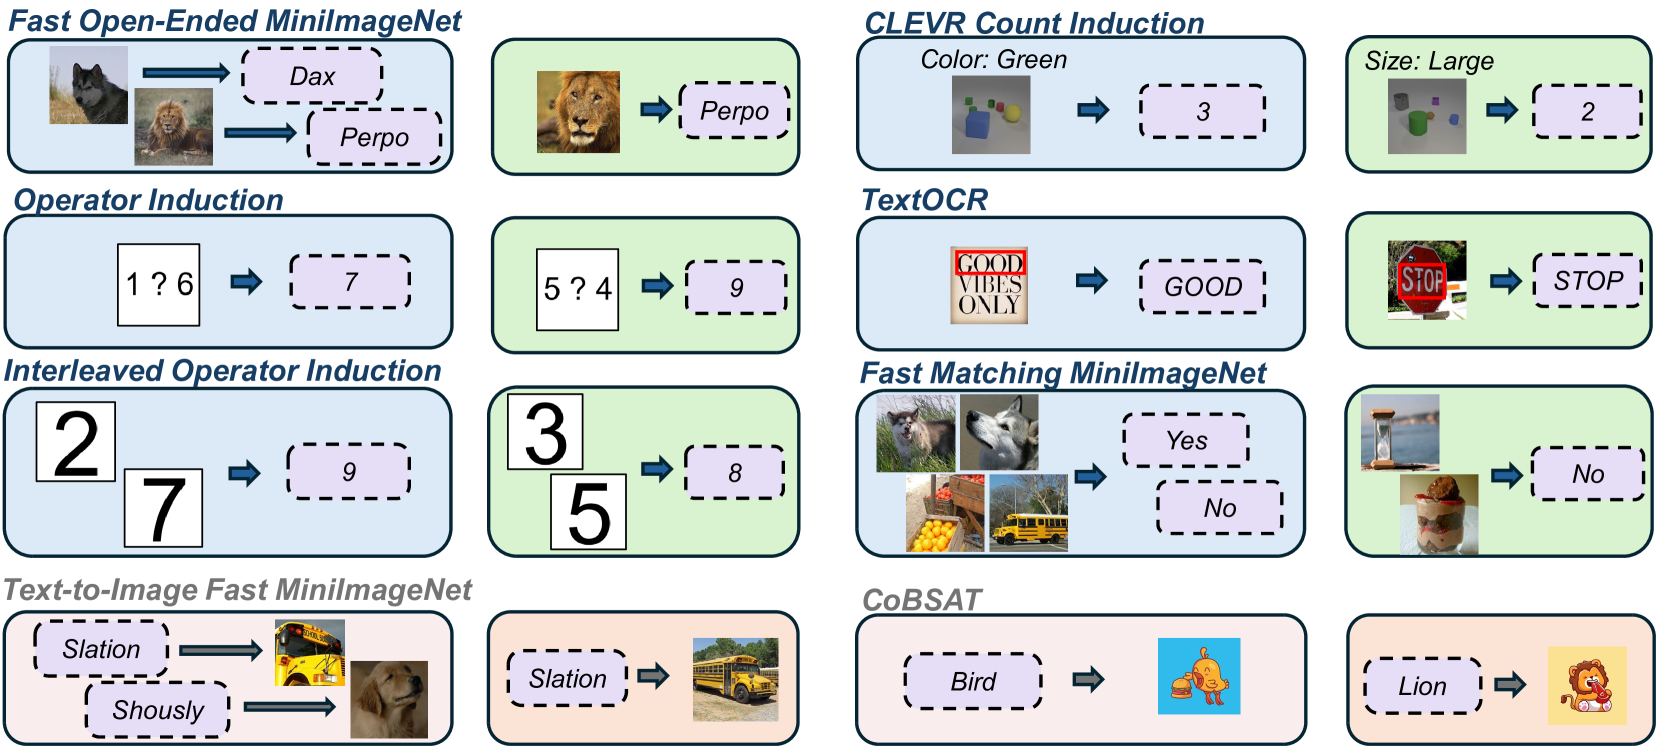 Fast Open-Ended MiniImageNet
Dax
Perpo
Perpo
CLEVR Count Induction
Color: Green
3
Size: Large
2
Operator Induction
1 ? 6
7
5 ? 4
9
TextOCR
GOOD
VIBES
ONLY
GOOD
STOP
STOP
Interleaved Operator Induction
2
7
9
3
5
8
Fast Matching MiniImageNet
Yes
No
No
Text-to-Image Fast MiniImageNet
Slation
SCHOOL BUS
Shously
Slation
CoBSAT
Bird
Lion